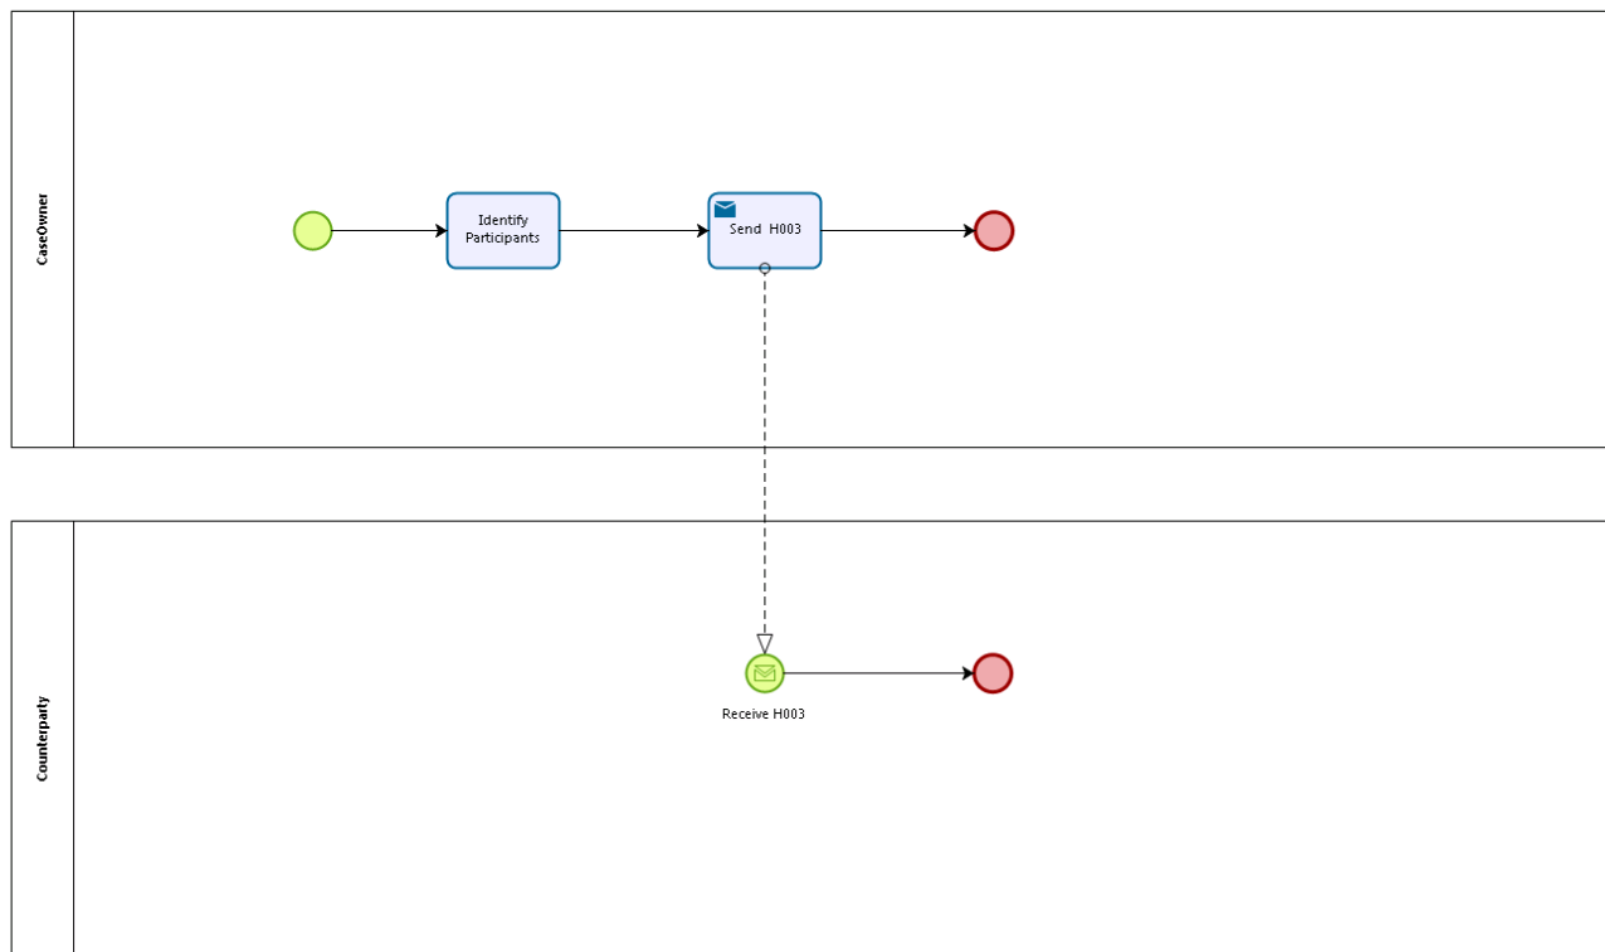 CaseOwner
Identify
Participants
Send  H003
Counterparty
Receive H003